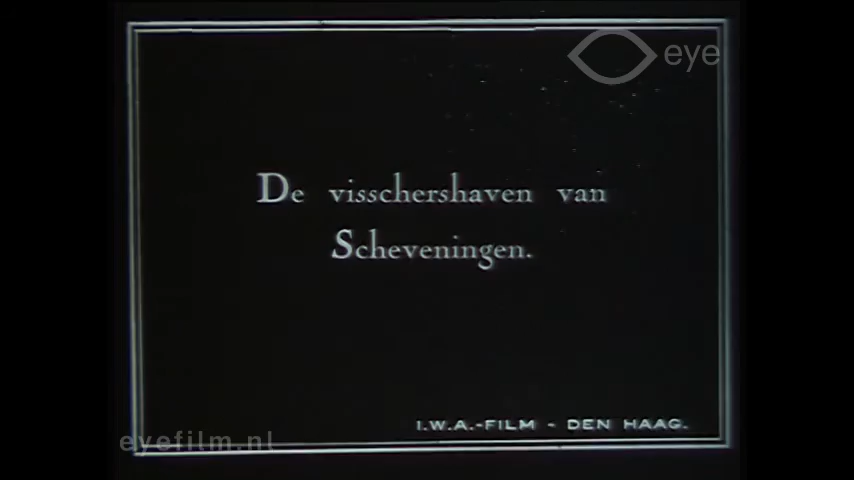 eye
De visschershaven van
Scheveningen.
I.W.A.-FILM - DEN HAAG.
eyefilm.nl